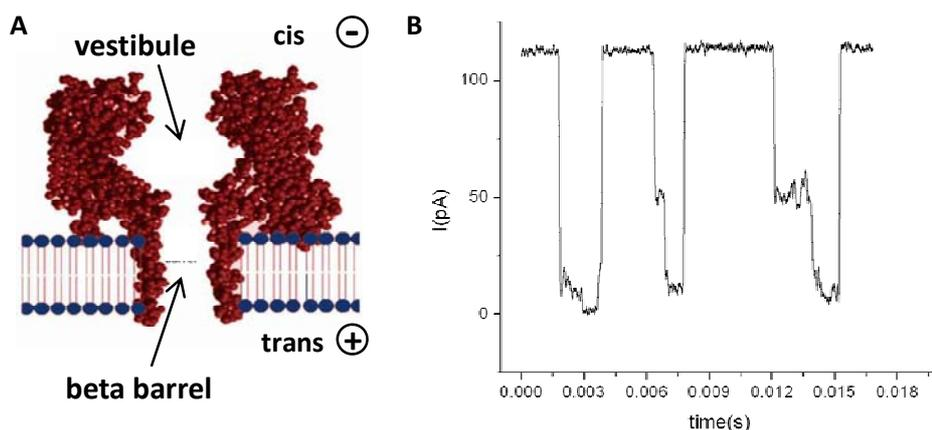 A
vestibule
cis −
trans +
beta barrel
B
I(pA)
100
50
0
0.000 0.003 0.006 0.009 0.012 0.015 0.018
time(s)